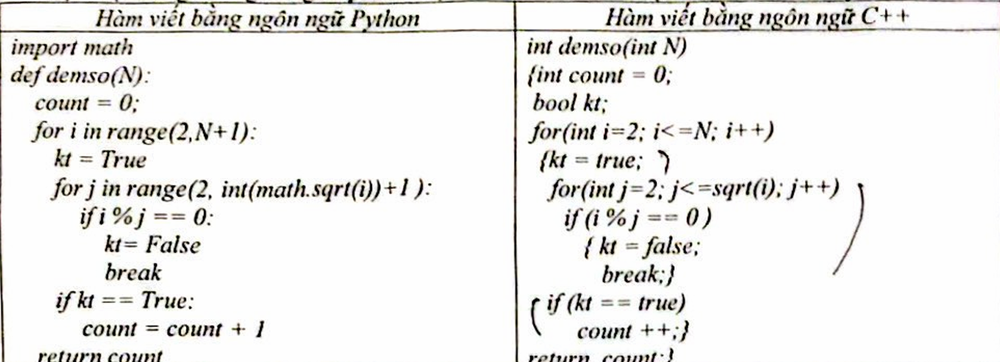 Hàm viết bằng ngôn ngữ Python
import math
def demso(N):
count = 0;
for i in range(2,N+1):
kt = True
for j in range(2, int(math.sqrt(i))+1 ):
if i % j == 0:
kt= False
break
if kt == True:
count = count + 1
return count
Hàm viết bằng ngôn ngữ C++
int demso(int N)
{int count = 0;
bool kt;
for(int i=2; i<=N; i++)
{kt = true;
for(int j=2; j<=sqrt(i); j++)
if (i % j == 0 )
{ kt = false;
break;}
if (kt == true)
count ++;}
return count;}